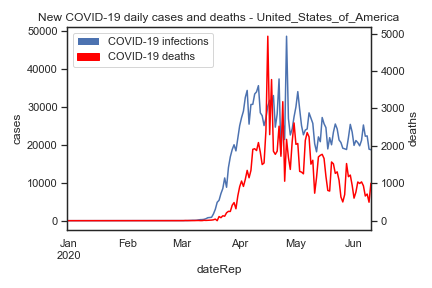 New COVID-19 daily cases and deaths - United_States_of_America
COVID-19 infections
COVID-19 deaths
50000
40000
30000
20000
10000
0
cases
5000
4000
3000
2000
1000
0
deaths
Jan Feb Mar Apr May Jun
2020
dateRep